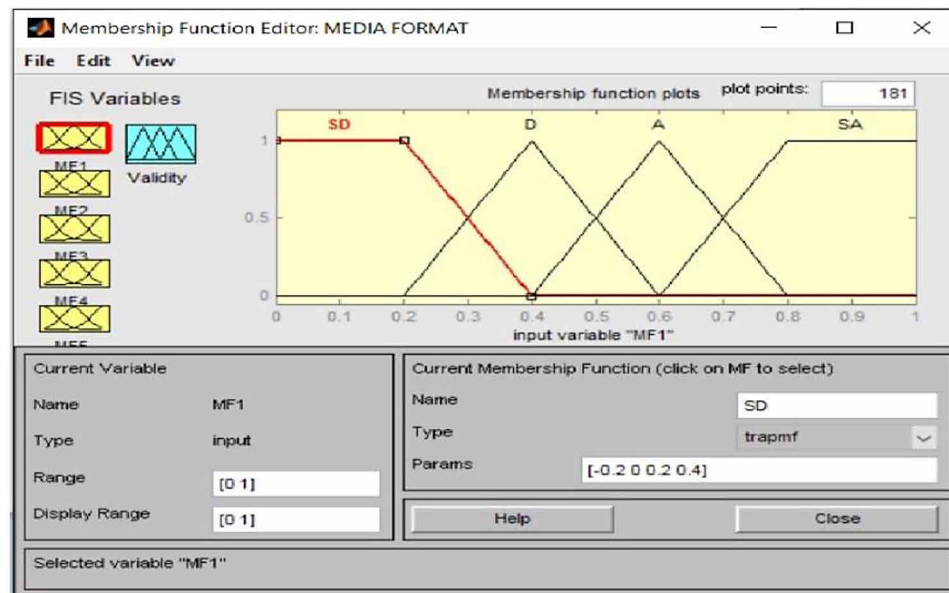 Membership Function Editor: MEDIA FORMAT
File Edit View
FIS Variables
Membership function plots plot points: 181
MF1
Validity
MF2
MF3
MF4
MF5
SD D A SA
1
0.5
0
0 0.1 0.2 0.3 0.4 0.5 0.6 0.7 0.8 0.9 1
input variable "MF1"
Current Variable
Name MF1
Type input
Range [0 1]
Display Range [0 1]
Current Membership Function (click on MF to select)
Name SD
Type trapmf
Params [-0.2 0 0.2 0.4]
Help Close
Selected variable "MF1"